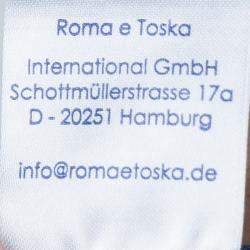 Roma e Toska
International GmbH
Schottmüllerstrasse 17a
D - 20251 Hamburg
info@romaetoska.de